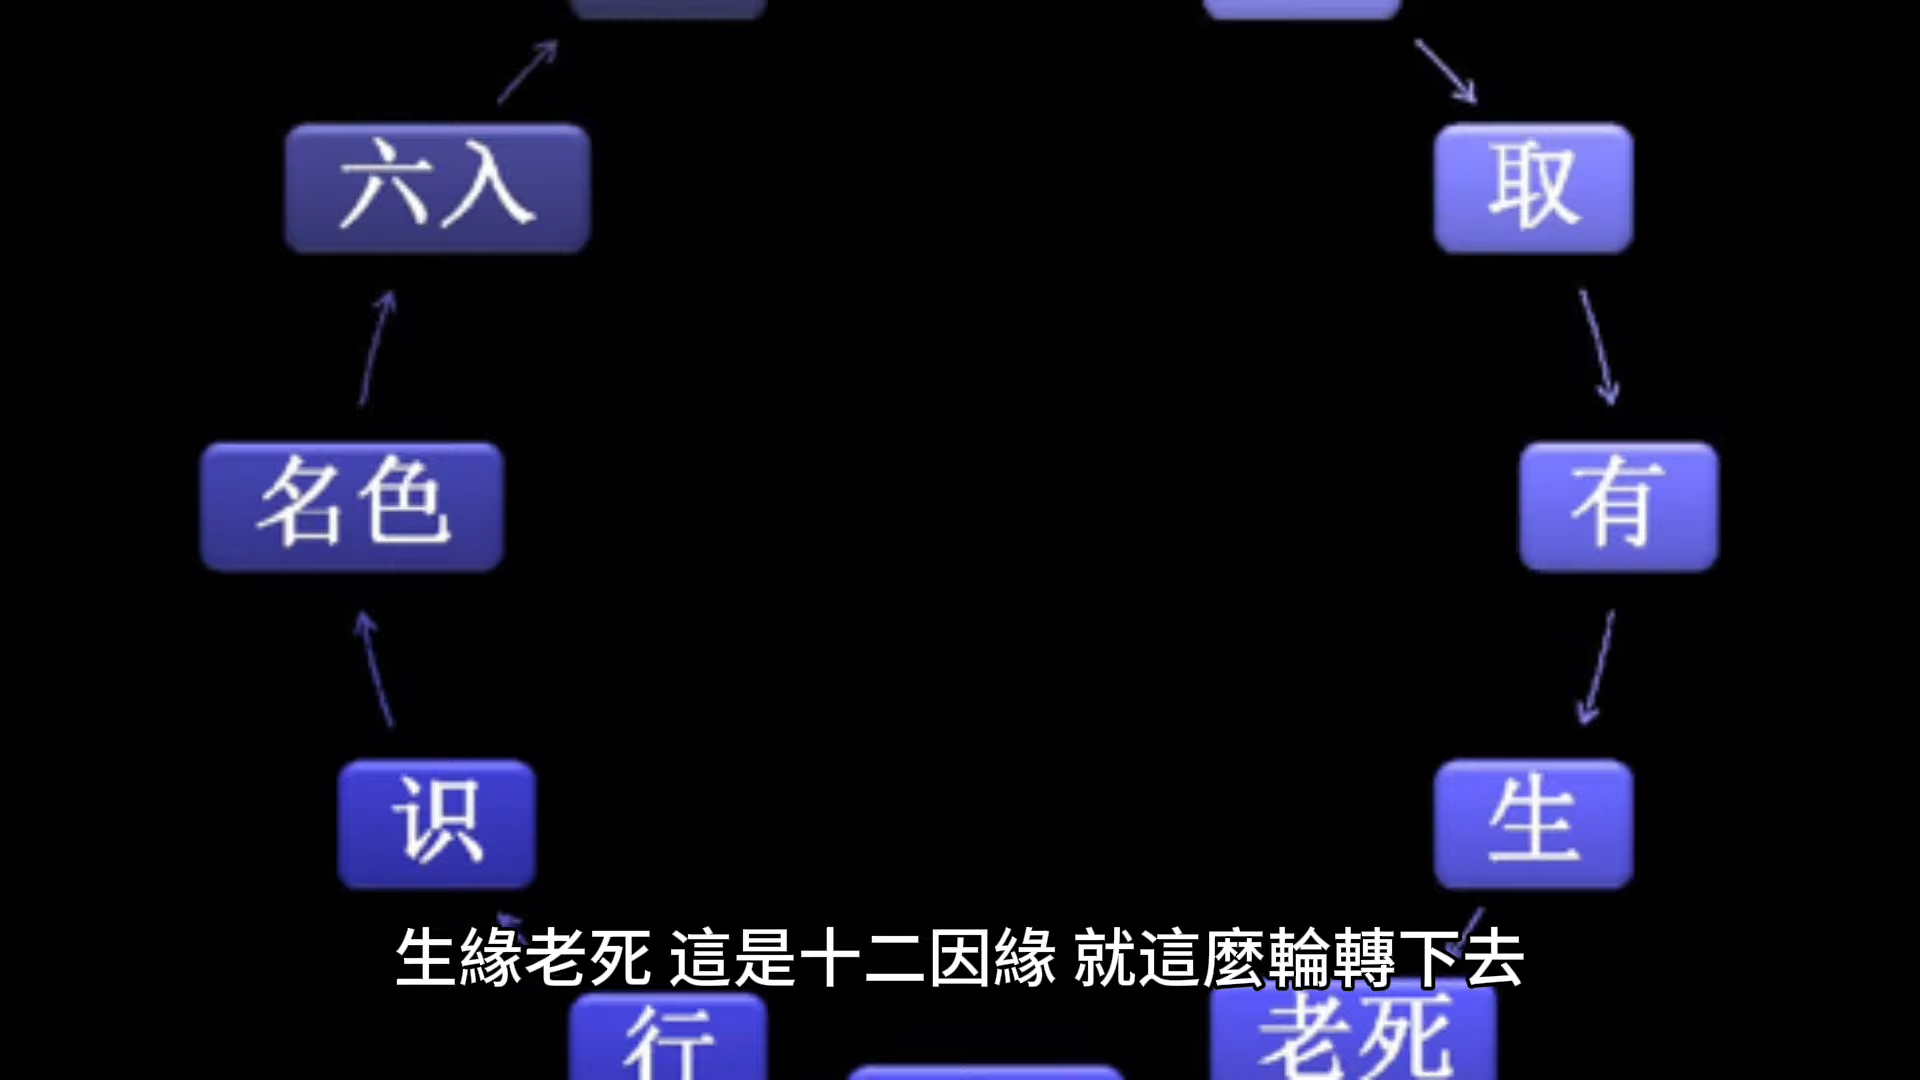 六入
取
名色
有
识
生
生緣老死 這是十二因緣 就這麼輪轉下去
行
老死